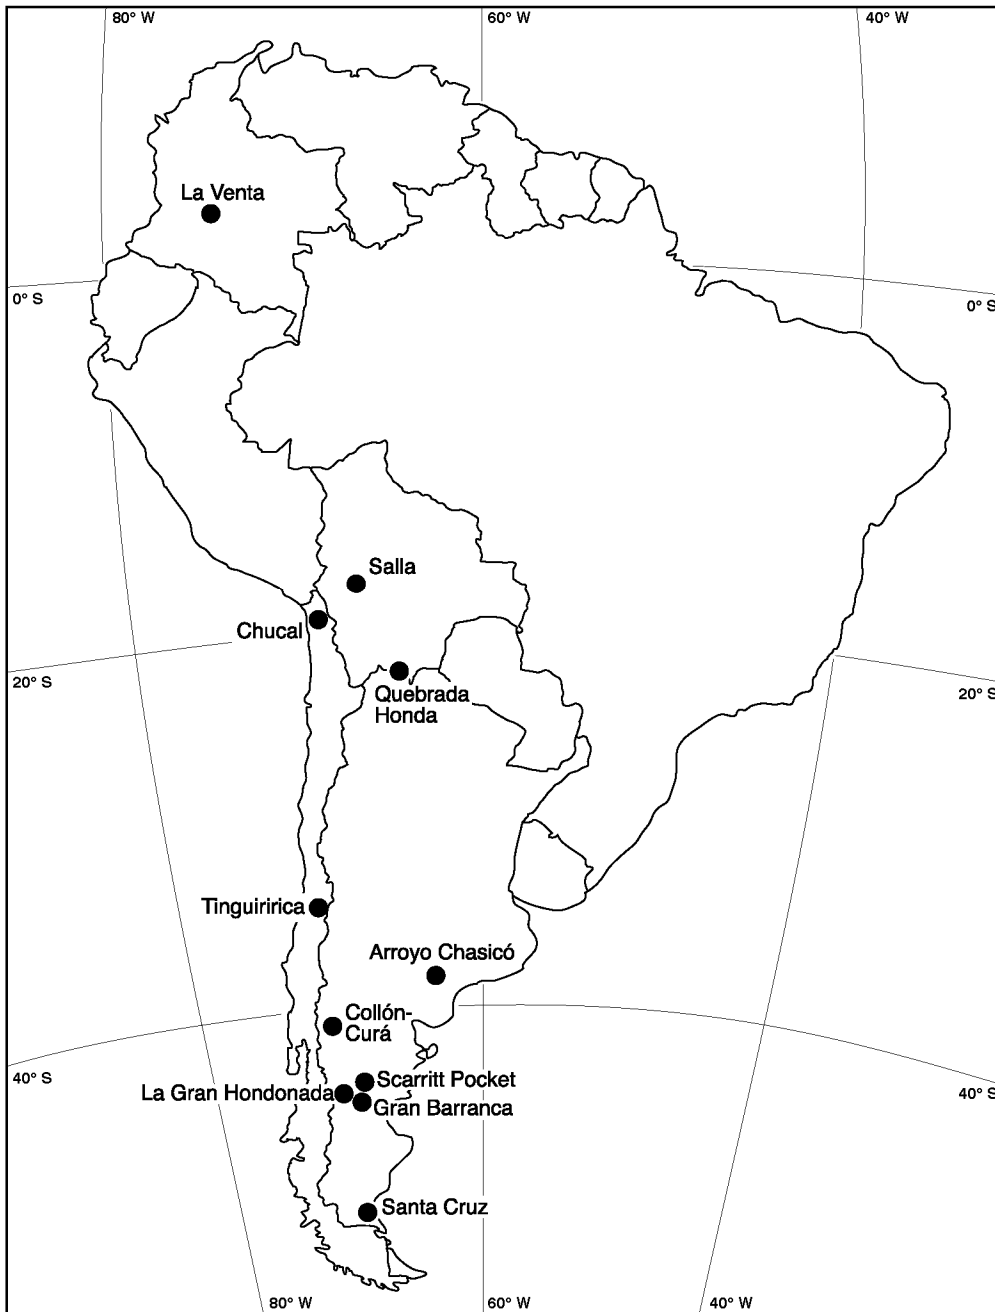 80° W
60° W
40° W
La Venta
0° S
0° S
Salla
Chucal
20° S
Quebrada
Honda
20° S
Tinguiririca
Arroyo Chasicó
Collón-
Curá
40° S
Scarritt Pocket
La Gran Hondonada
Gran Barranca
40° S
Santa Cruz
80° W
60° W
40° W